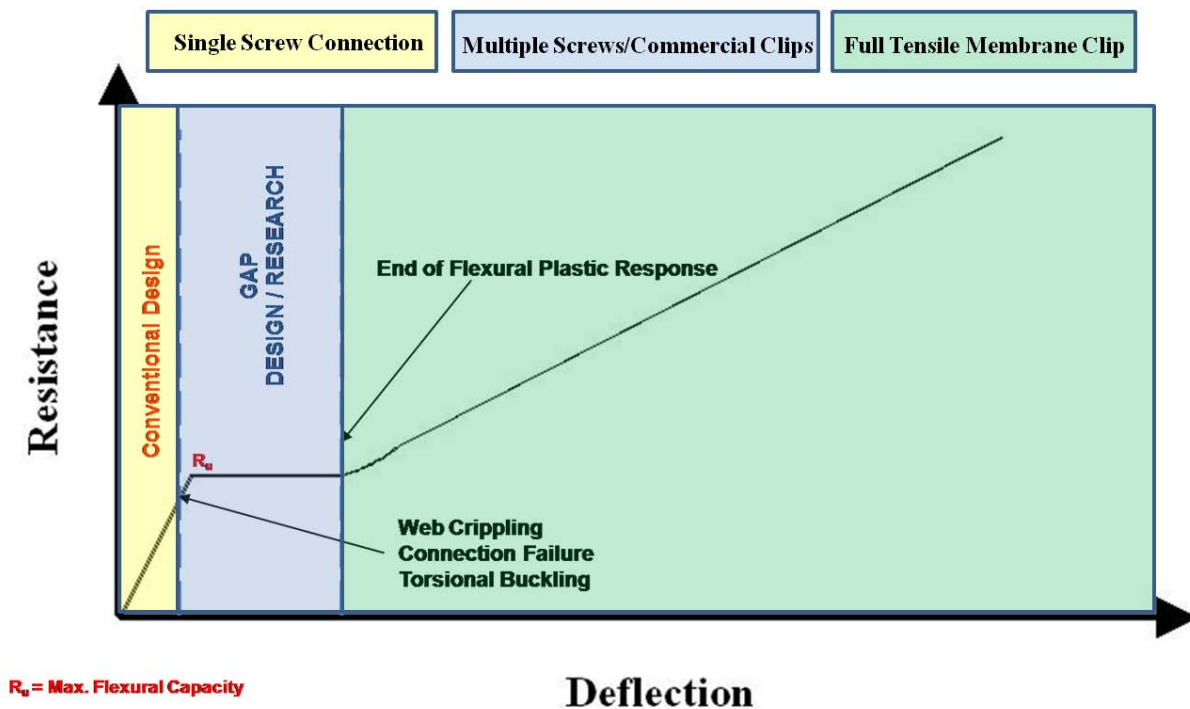 Single Screw Connection
Multiple Screws/Commercial Clips
Full Tensile Membrane Clip
Resistance
Conventional Design
GAP
DESIGN / RESEARCH
End of Flexural Plastic Response
Rᵤ
Web Crippling
Connection Failure
Torsional Buckling
Rᵤ = Max. Flexural Capacity
Deflection